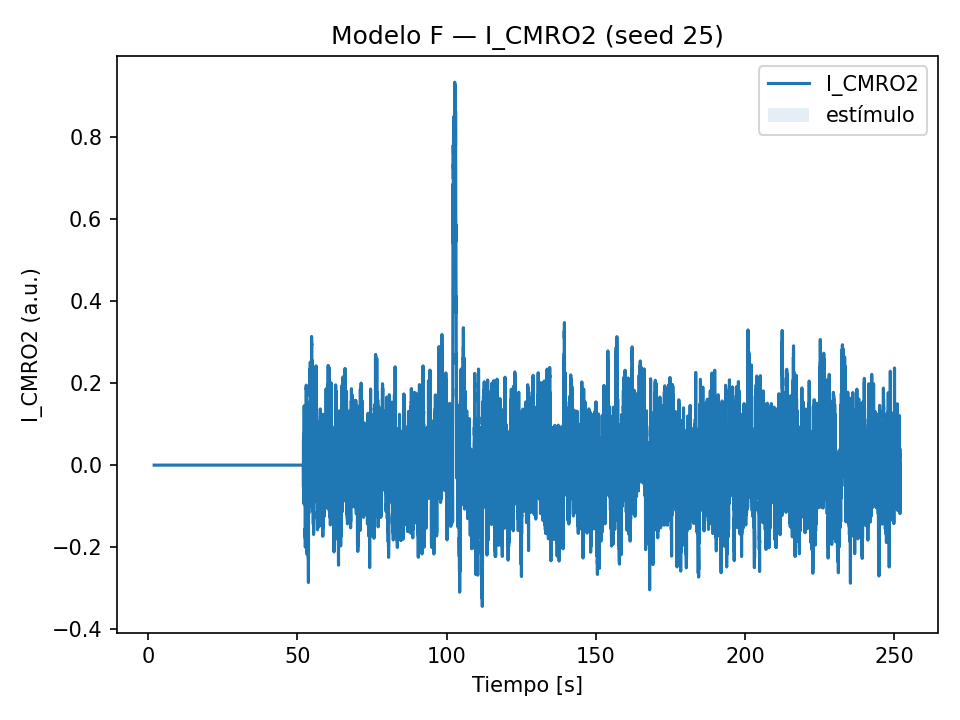 Modelo F — I_CMRO2 (seed 25)
I_CMRO2
estímulo
I_CMRO2 (a.u.)
0.8
0.6
0.4
0.2
0.0
−0.2
−0.4
0 50 100 150 200 250
Tiempo [s]